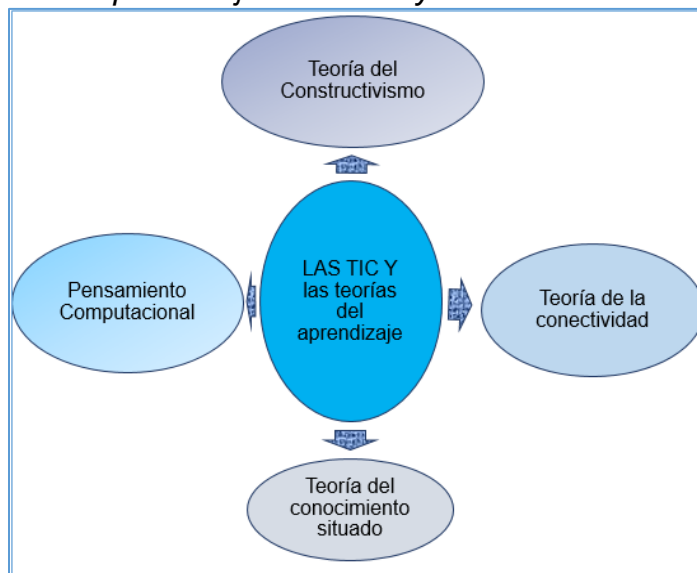 Teoría del
Constructivismo
Pensamiento
Computacional
LAS TIC Y
las teorías
del
aprendizaje
Teoría de la
conectividad
Teoría del
conocimiento
situado